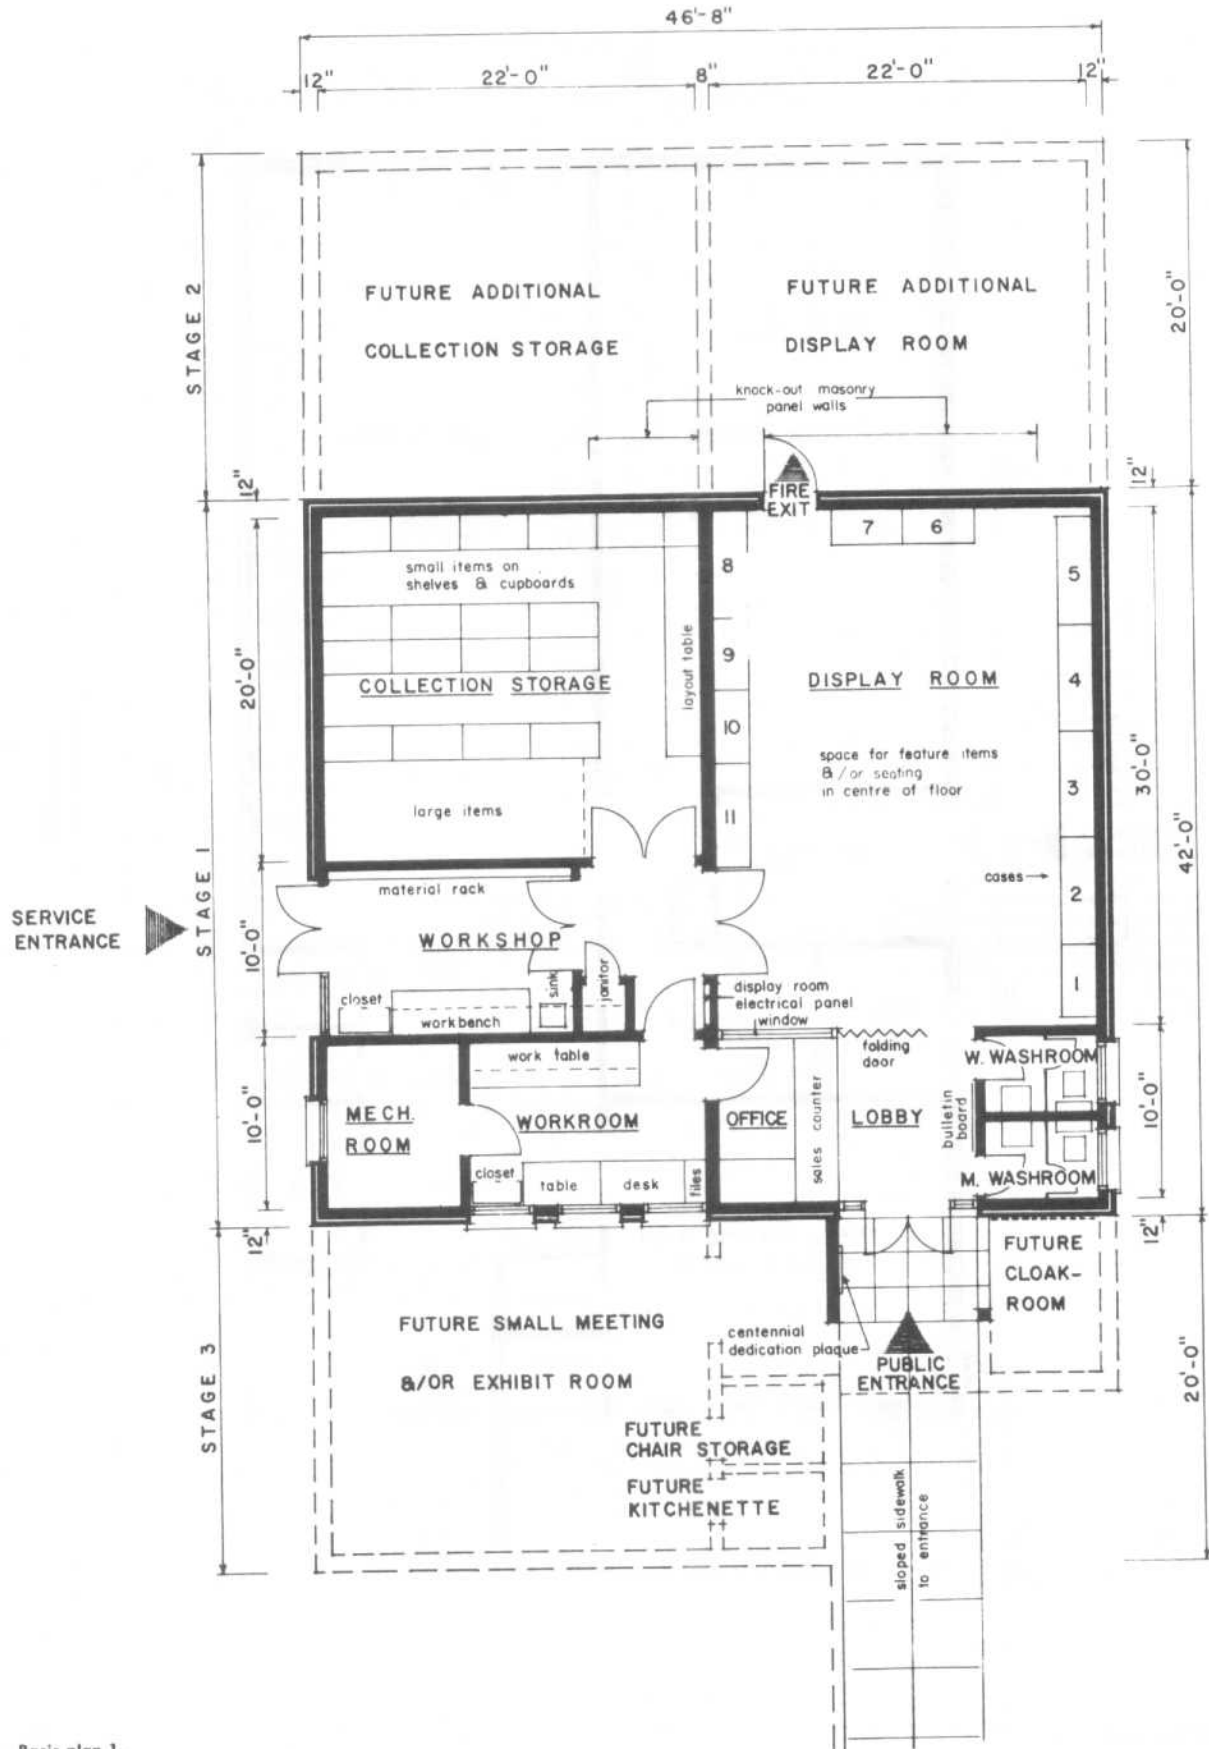 46'-8"
12" 22'-0" 8" 22'-0" 12"
STAGE 2
20'-0"
FUTURE ADDITIONAL
COLLECTION STORAGE
FUTURE ADDITIONAL
DISPLAY ROOM
knock-out masonry
panel walls
12"
12"
FIRE
EXIT
7 6
8
5
small items on
shelves & cupboards
20'-0"
layout table
9
COLLECTION STORAGE
DISPLAY ROOM
4
10
space for feature items
&/or seating
in centre of floor
30'-0"
3
large items
11
42'-0"
STAGE 1
material rack
cases
2
SERVICE
ENTRANCE
10'-0"
WORKSHOP
closet
workbench
sink
janitor
display room
electrical panel
window
1
work table
folding
door
W. WASHROOM
10'-0"
MECH.
ROOM
WORKROOM
OFFICE
sales counter
LOBBY
bulletin
board
10'-0"
closet
table
desk
files
M. WASHROOM
12"
12"
FUTURE
CLOAK-
ROOM
STAGE 3
FUTURE SMALL MEETING
&/OR EXHIBIT ROOM
centennial
dedication plaque
PUBLIC
ENTRANCE
20'-0"
FUTURE
CHAIR STORAGE
FUTURE
KITCHENETTE
sloped sidewalk
to entrance